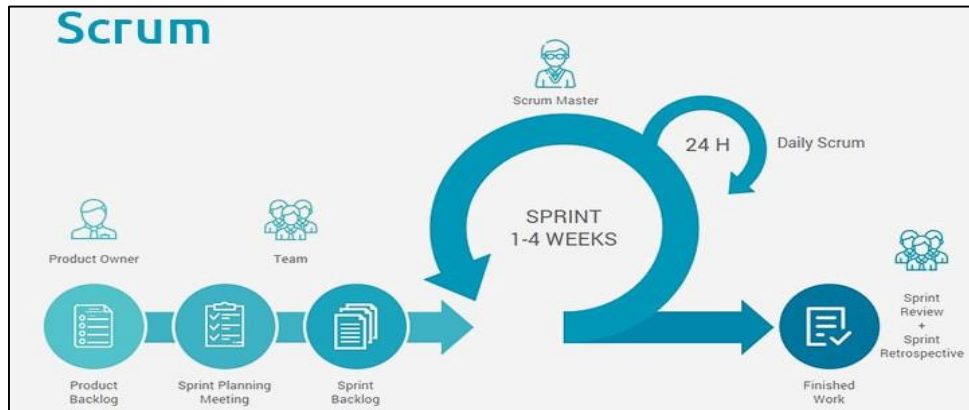 Scrum
Scrum Master
24 H
Daily Scrum
SPRINT
1-4 WEEKS
Product Owner
Team
Product
Backlog
Sprint Planning
Meeting
Sprint
Backlog
Finished
Work
Sprint
Review
+
Sprint
Retrospective